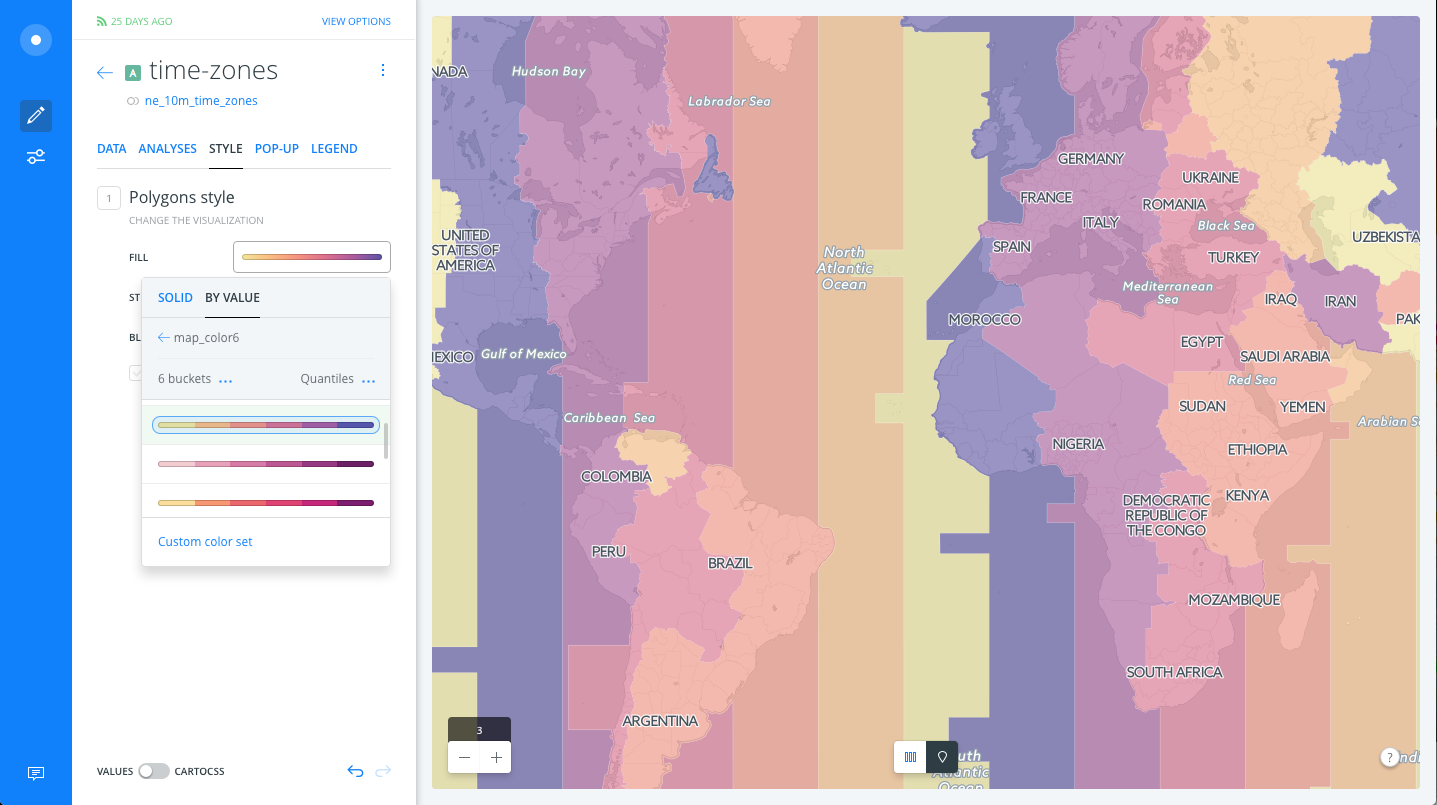 25 DAYS AGO
VIEW OPTIONS
A
time-zones
ne_10m_time_zones
DATA
ANALYSES
STYLE
POP-UP
LEGEND
1
Polygons style
CHANGE THE VISUALIZATION
FILL
ST
BL
SOLID
BY VALUE
map_color6
6 buckets ...
Quantiles ...
Custom color set
VALUES
CARTOCSS
NADA
Hudson Bay
Labrador Sea
UNITED
STATES OF
AMERICA
EXICO
Gulf of Mexico
Caribbean Sea
COLOMBIA
PERU
BRAZIL
ARGENTINA
North
Atlantic
Ocean
GERMANY
FRANCE
ITALY
SPAIN
UKRAINE
ROMANIA
Black Sea
TURKEY
UZBEKISTA
Mediterranean
Sea
MOROCCO
IRAQ
IRAN
PAK
EGYPT
SAUDI ARABIA
Red Sea
SUDAN
YEMEN
Arabian Se
NIGERIA
ETHIOPIA
KENYA
DEMOCRATIC
REPUBLIC OF
THE CONGO
MOZAMBIQUE
SOUTH AFRICA
uth
Atlantic
Ocean
3
?
nd